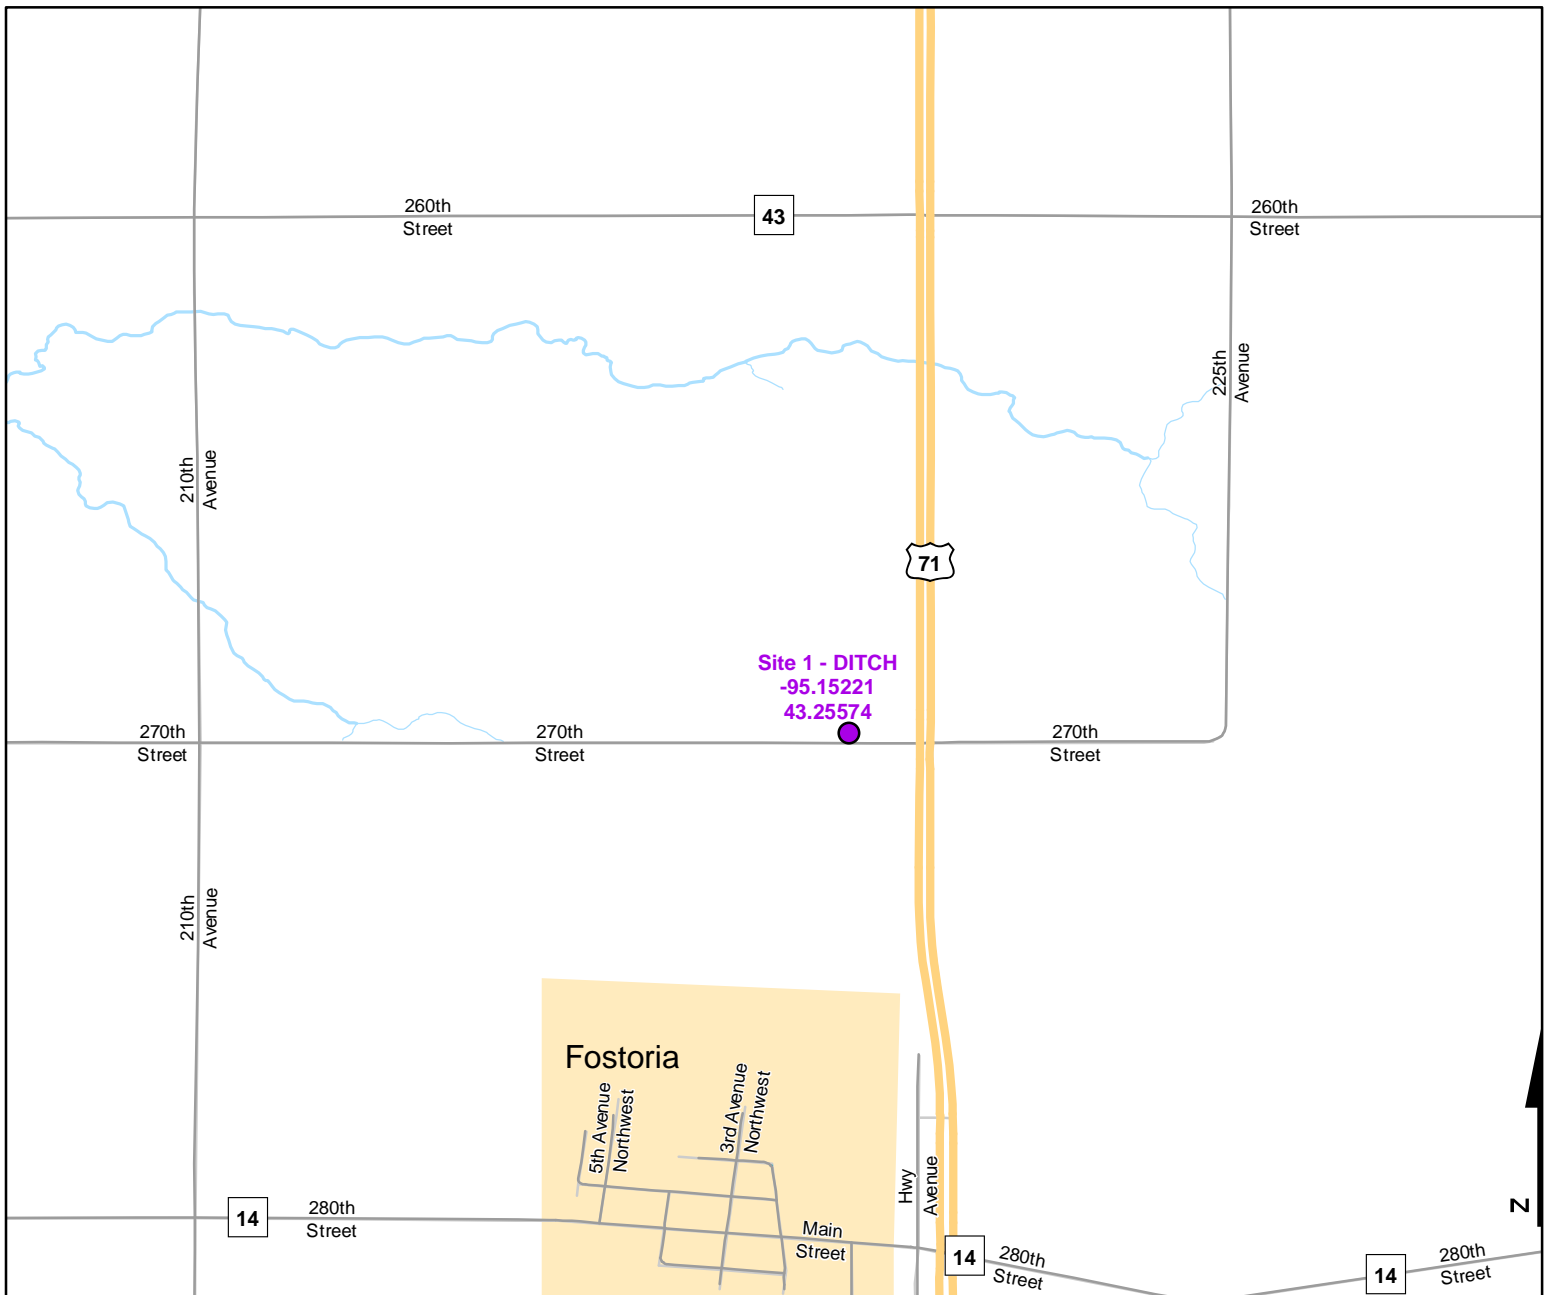 260th
Street
43
260th
Street
225th
Avenue
210th
Avenue
71
Site 1 - DITCH
-95.15221
43.25574
270th
Street
270th
Street
270th
Street
210th
Avenue
Fostoria
5th Avenue
Northwest
3rd Avenue
Northwest
Hwy
Avenue
14
280th
Street
Main
Street
14
280th
Street
14
280th
Street
N